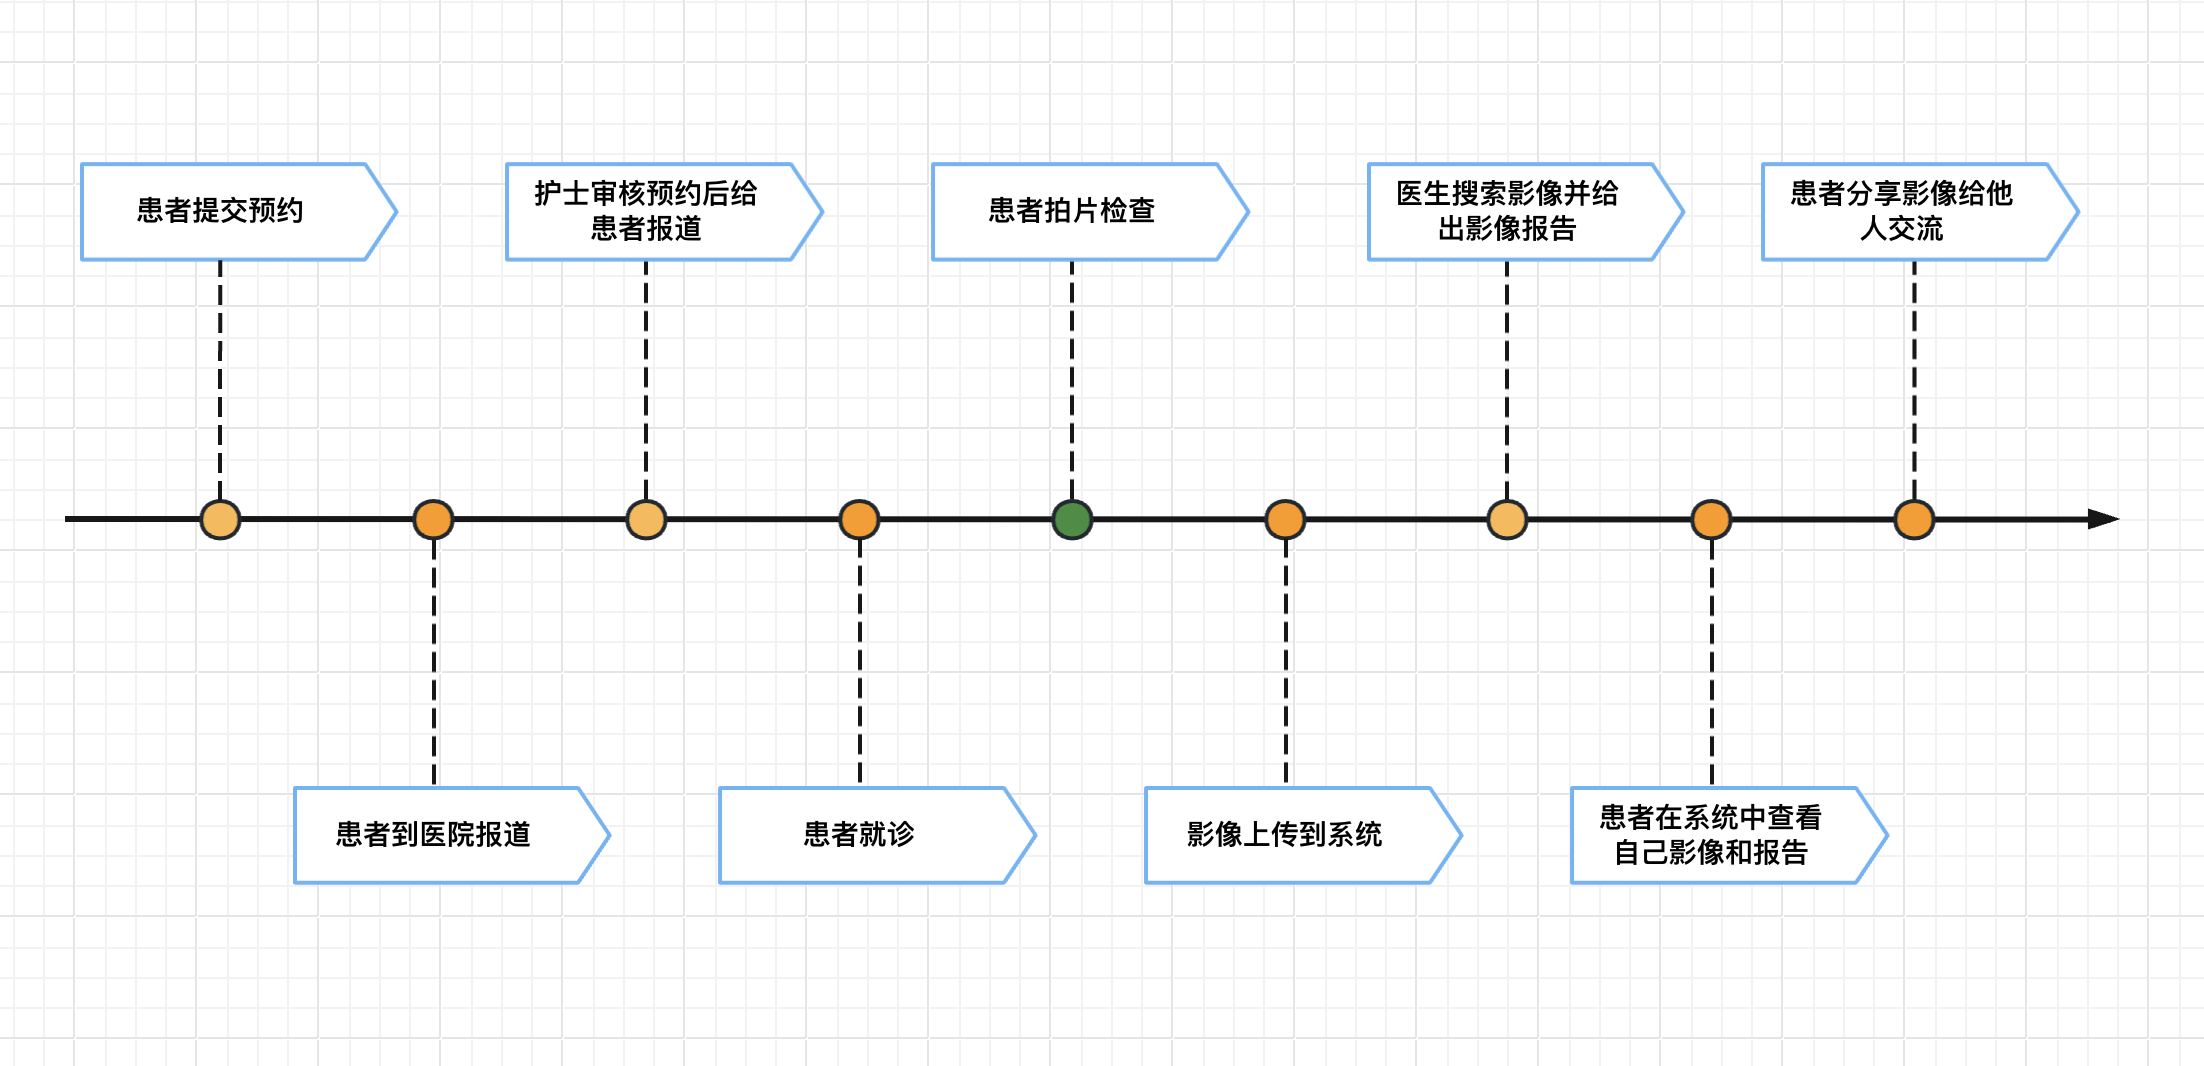 患者提交预约
护士审核预约后给
患者报道
患者拍片检查
医生搜索影像并给
出影像报告
患者分享影像给他
人交流
患者到医院报道
患者就诊
影像上传到系统
患者在系统中查看
自己影像和报告